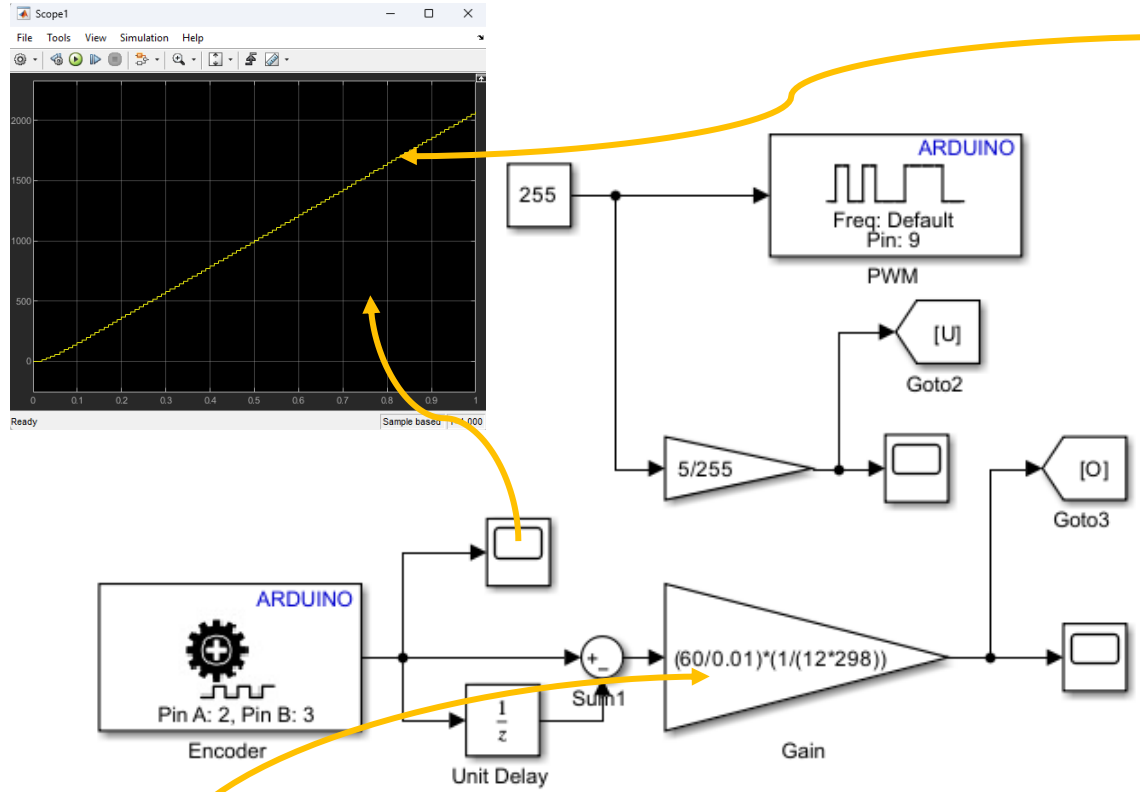 Scope1
File Tools View Simulation Help
2000
1500
1000
500
0
0 0.1 0.2 0.3 0.4 0.5 0.6 0.7 0.8 0.9 1
Ready
Sample based
.000
255
ARDUINO
Freq: Default
Pin: 9
PWM
[U]
Goto2
5/255
[O]
Goto3
ARDUINO
Pin A: 2, Pin B: 3
Encoder
+
-
Sum1
1
z
Unit Delay
(60/0.01)*(1/(12*298))
Gain